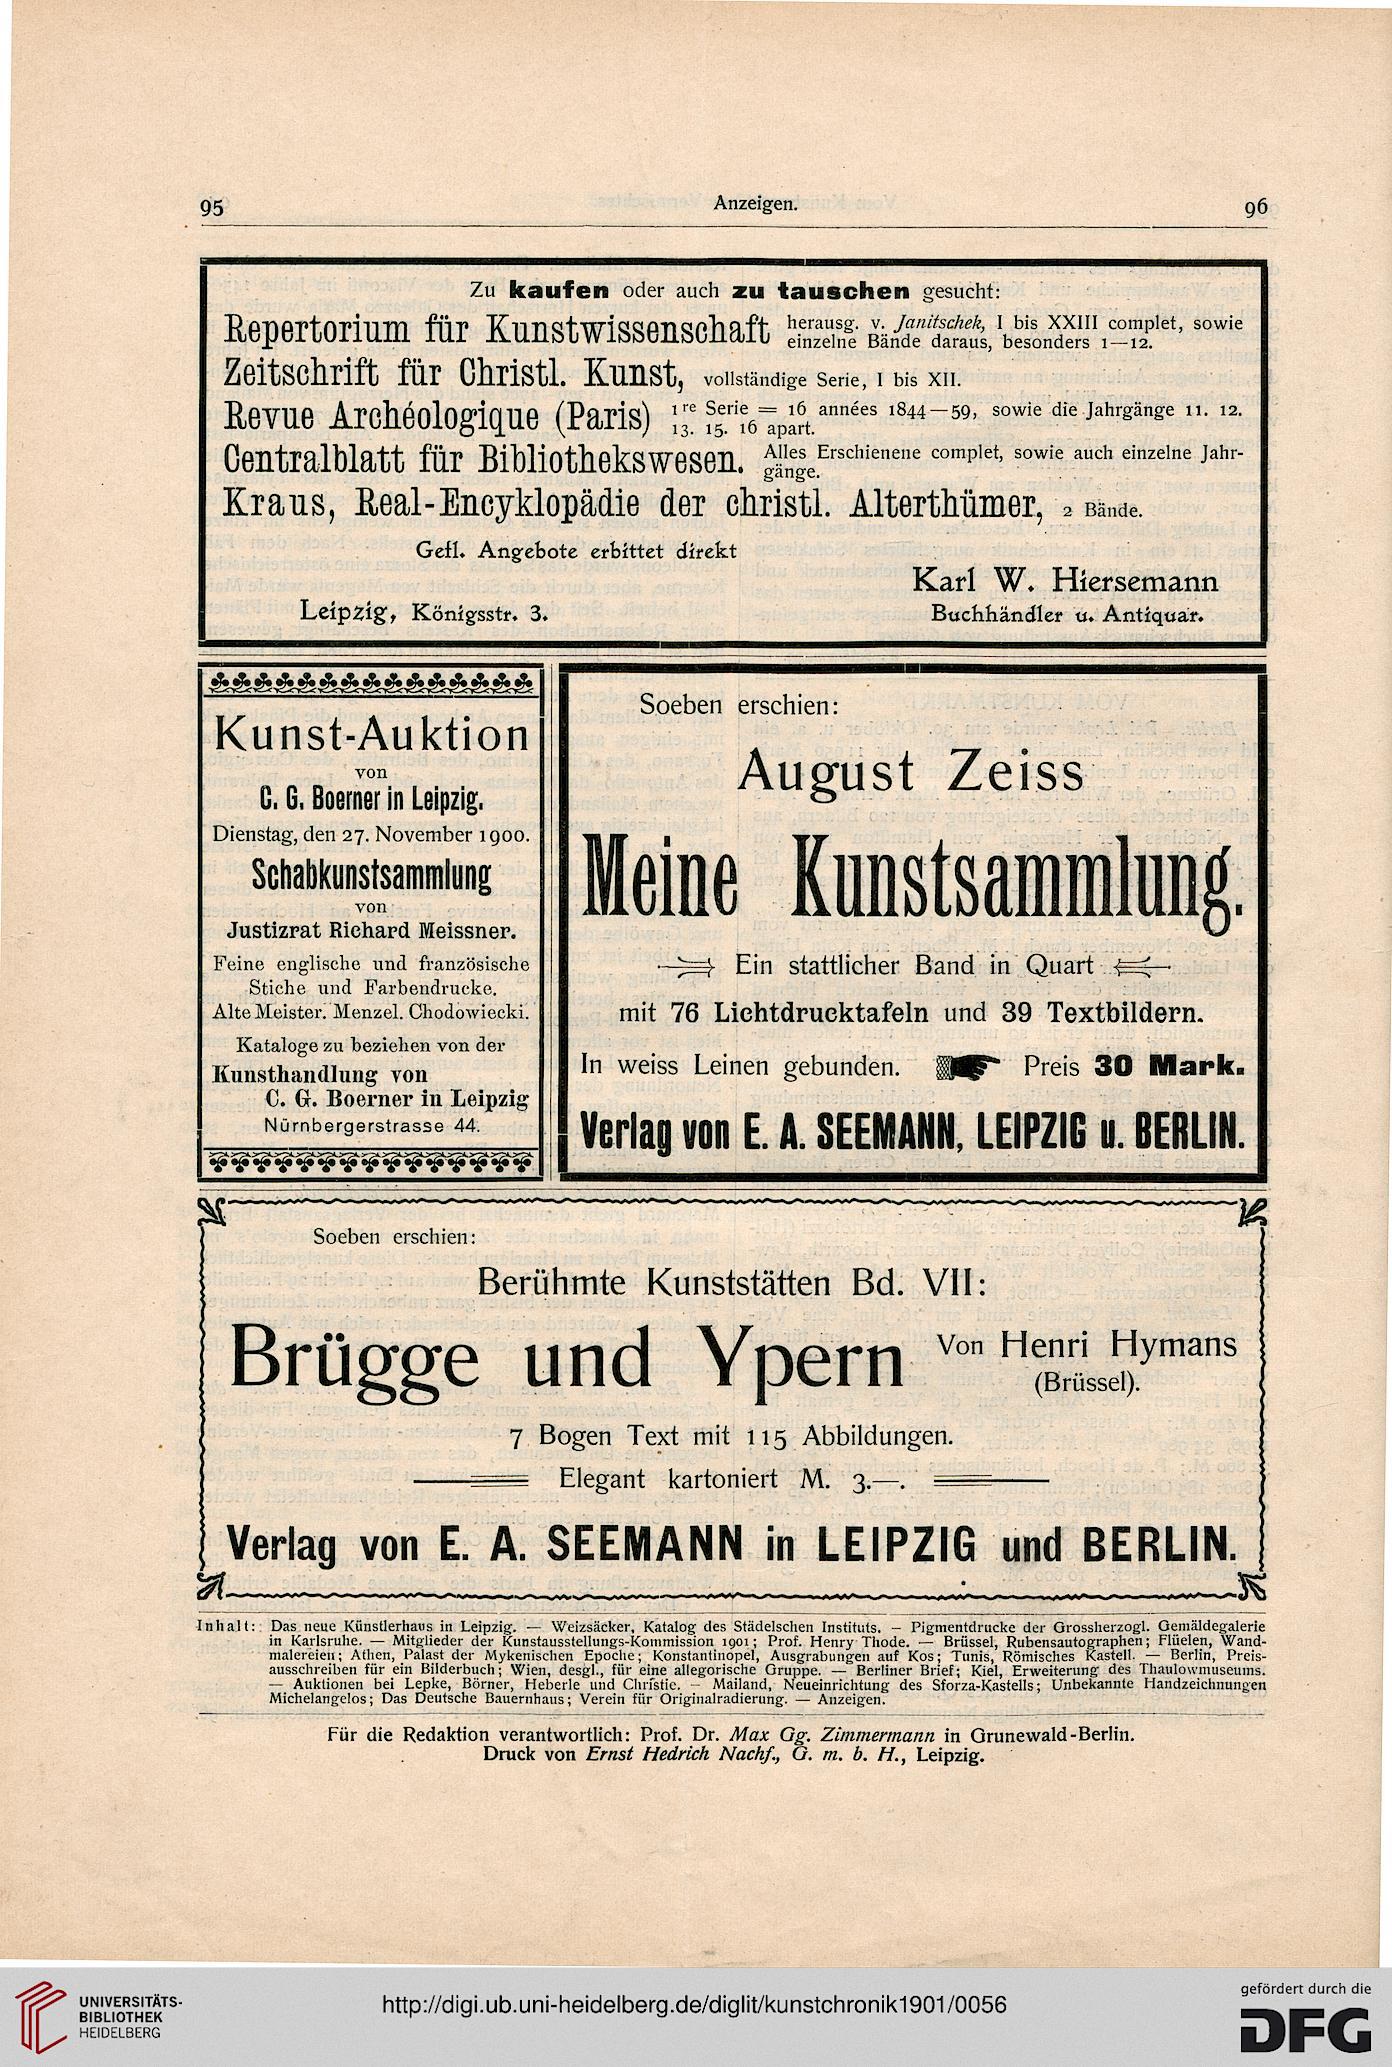 95
Anzeigen.
96
Zu kaufen oder auch zu tauschen gesucht:
Repertorium für Kunstwissenschaft herausg. v. Janitschek, I bis XXIII complet, sowie
einzelne Bände daraus, besonders 1—12.
Zeitschrift für Christl. Kunst, vollständige Serie, I bis XII.
Revue Archéologique (Paris) 1re Serie = 16 années 1844—59, sowie die Jahrgänge 11. 12.
13. 15. 16 apart.
Centralblatt für Bibliothekswesen. Alles Erschienene complet, sowie auch einzelne Jahr-
gänge.
Kraus, Real-Encyklopädie der christl. Alterthümer, 2 Bände.
Gefl. Angebote erbittet direkt
Karl W. Hiersemann
Leipzig, Königsstr. 3.
Buchhändler u. Antiquar.
Kunst-Auktion
von
C. G. Boerner in Leipzig.
Dienstag, den 27. November 1900.
Schabkunstsammlung
von
Justizrat Richard Meissner.
Feine englische und französische
Stiche und Farbendrucke.
Alte Meister. Menzel. Chodowiecki.
Kataloge zu beziehen von der
Kunsthandlung von
C. G. Boerner in Leipzig
Nürnbergerstrasse 44.
Soeben erschien:
August Zeiss
Meine Kunstsammlung.
Ein stattlicher Band in Quart
mit 76 Lichtdrucktafeln und 39 Textbildern.
In weiss Leinen gebunden. Preis 30 Mark.
Verlag von E. A. SEEMANN, LEIPZIG u. BERLIN.
Soeben erschien:
Berühmte Kunststätten Bd. VII:
Brügge und Ypern Von Henri Hymans
(Brüssel).
7 Bogen Text mit 115 Abbildungen.
Elegant kartoniert M. 3.—.
Verlag von E. A. SEEMANN in LEIPZIG und BERLIN.
Inhalt: Das neue Künstlerhaus in Leipzig. — Weizsäcker, Katalog des Städelschen Instituts. — Pigmentdrucke der Grossherzogl. Gemäldegalerie
in Karlsruhe. — Mitglieder der Kunstausstellungs-Kommission 1901; Prof. Henry Thode. — Brüssel, Rubensautographen; Flüelen, Wand-
malereien; Athen, Palast der Mykenischen Epoche; Konstantinopel, Ausgrabungen auf Kos; Tunis, Römisches Kastell. — Berlin, Preis-
ausschreiben für ein Bilderbuch; Wien, desgl., für eine allegorische Gruppe. — Berliner Brief; Kiel, Erweiterung des Thaulowmuseums.
— Auktionen bei Lepke, Börner, Heberle und Christie. — Mailand, Neueinrichtung des Sforza-Kastells; Unbekannte Handzeichnungen
Michelangelos; Das Deutsche Bauernhaus; Verein für Originalradierung. — Anzeigen.
Für die Redaktion verantwortlich: Prof. Dr. Max Gg. Zimmermann in Grunewald-Berlin.
Druck von Ernst Hedrich Nachf., G. m. b. H., Leipzig.
UNIVERSITÄTS-
BIBLIOTHEK
HEIDELBERG
http://digi.ub.uni-heidelberg.de/diglit/kunstchronik1901/0056
gefördert durch die
DFG